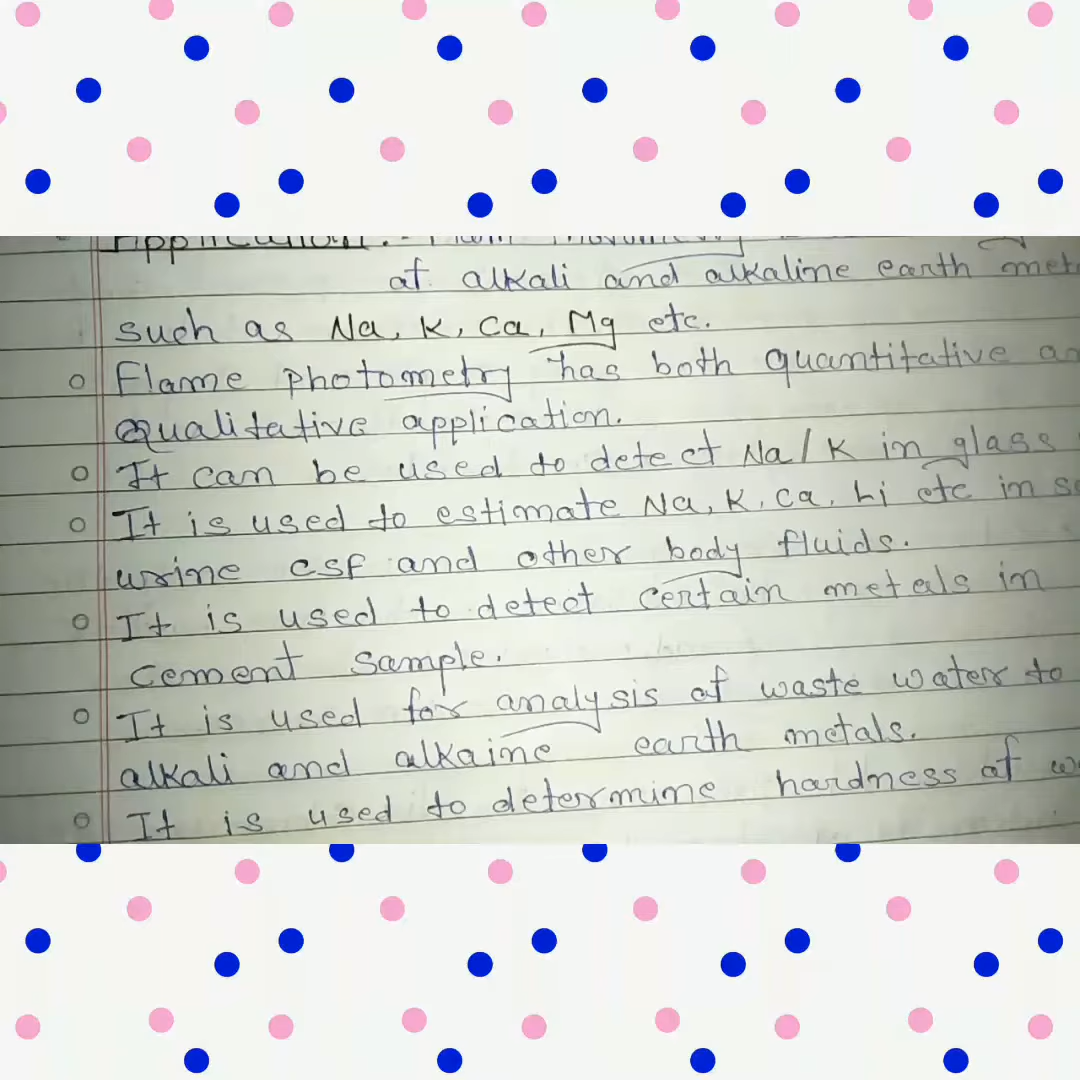 Application :-
of alkali and alkaline earth
such as Na, K, Ca, Mg etc.
Flame photometry has both quantitative
qualitative application.
It can be used to detect Na/K in glass
It is used to estimate Na, K, Ca, Li etc in
urine csf and other body fluids.
It is used to detect certain metals in
cement sample.
It is used for analysis of waste water to
alkali and alkaine earth metals.
It is used to determine hardness of